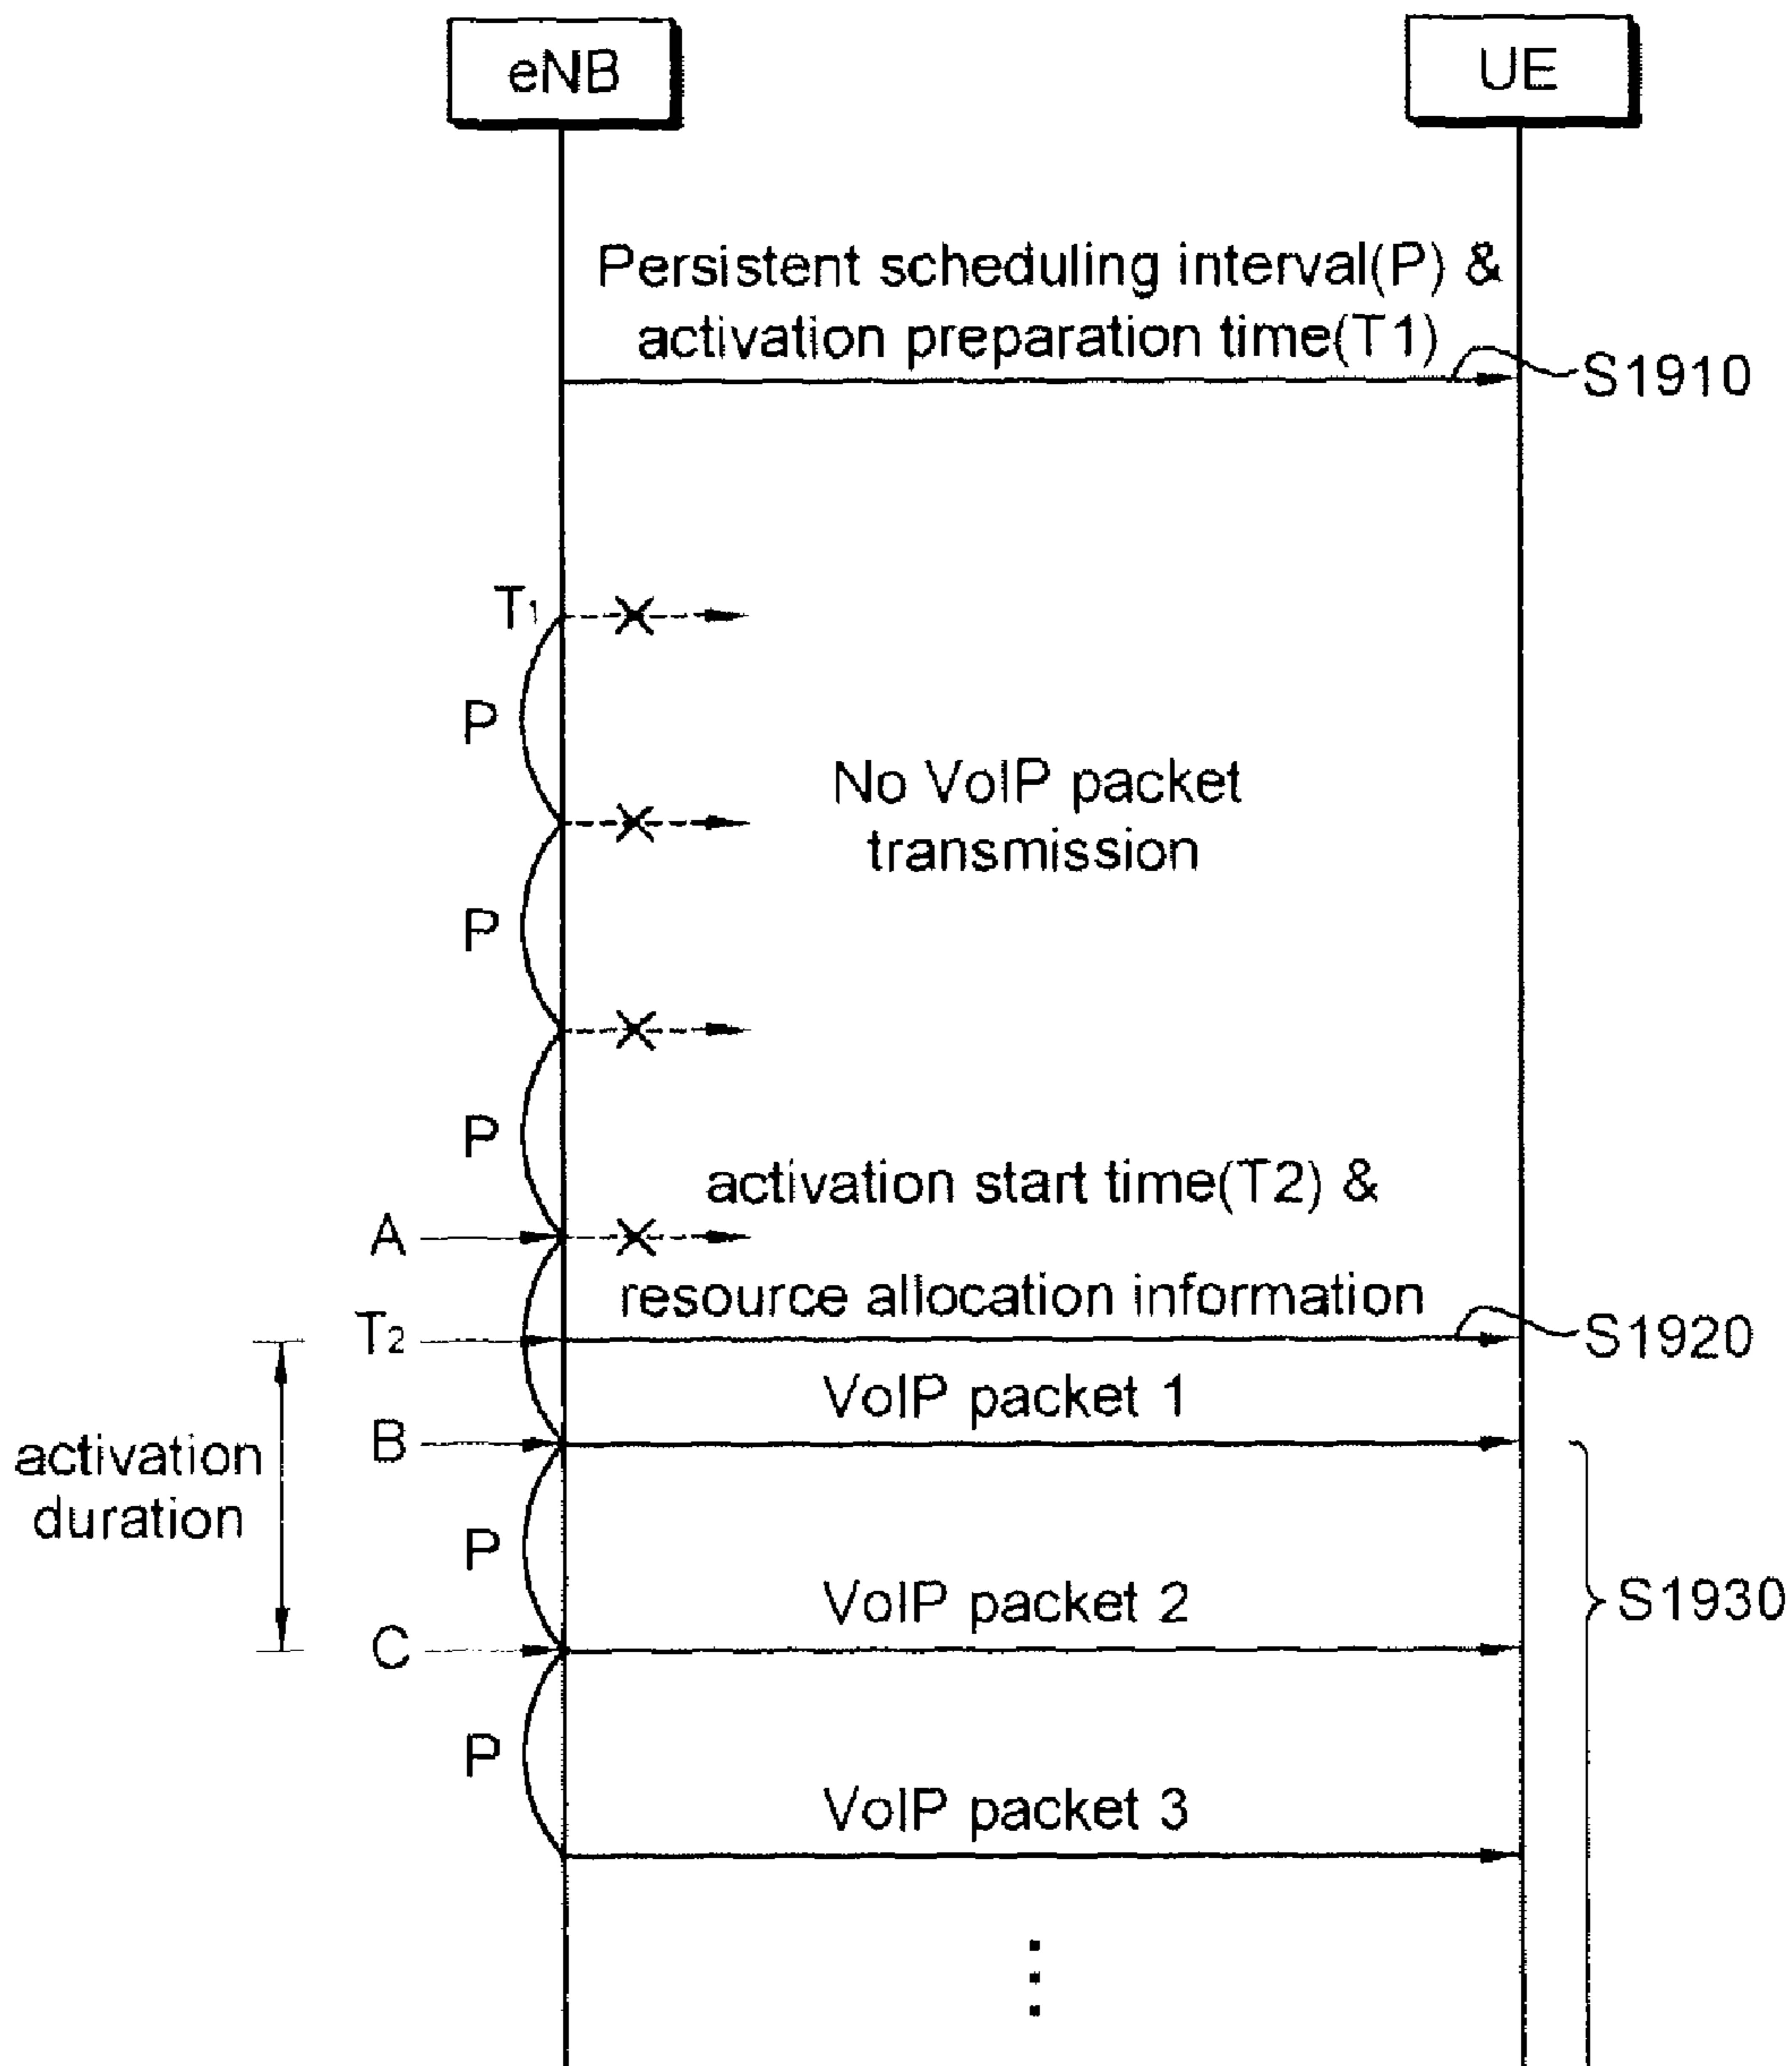 eNB
UE
Persistent scheduling interval(P) &
activation preparation time(T1)
S1910
T1
P
No VoIP packet
transmission
P
P
activation start time(T2) &
A
resource allocation information
T2
S1920
VoIP packet 1
B
activation
duration
P
VoIP packet 2
S1930
C
P
VoIP packet 3